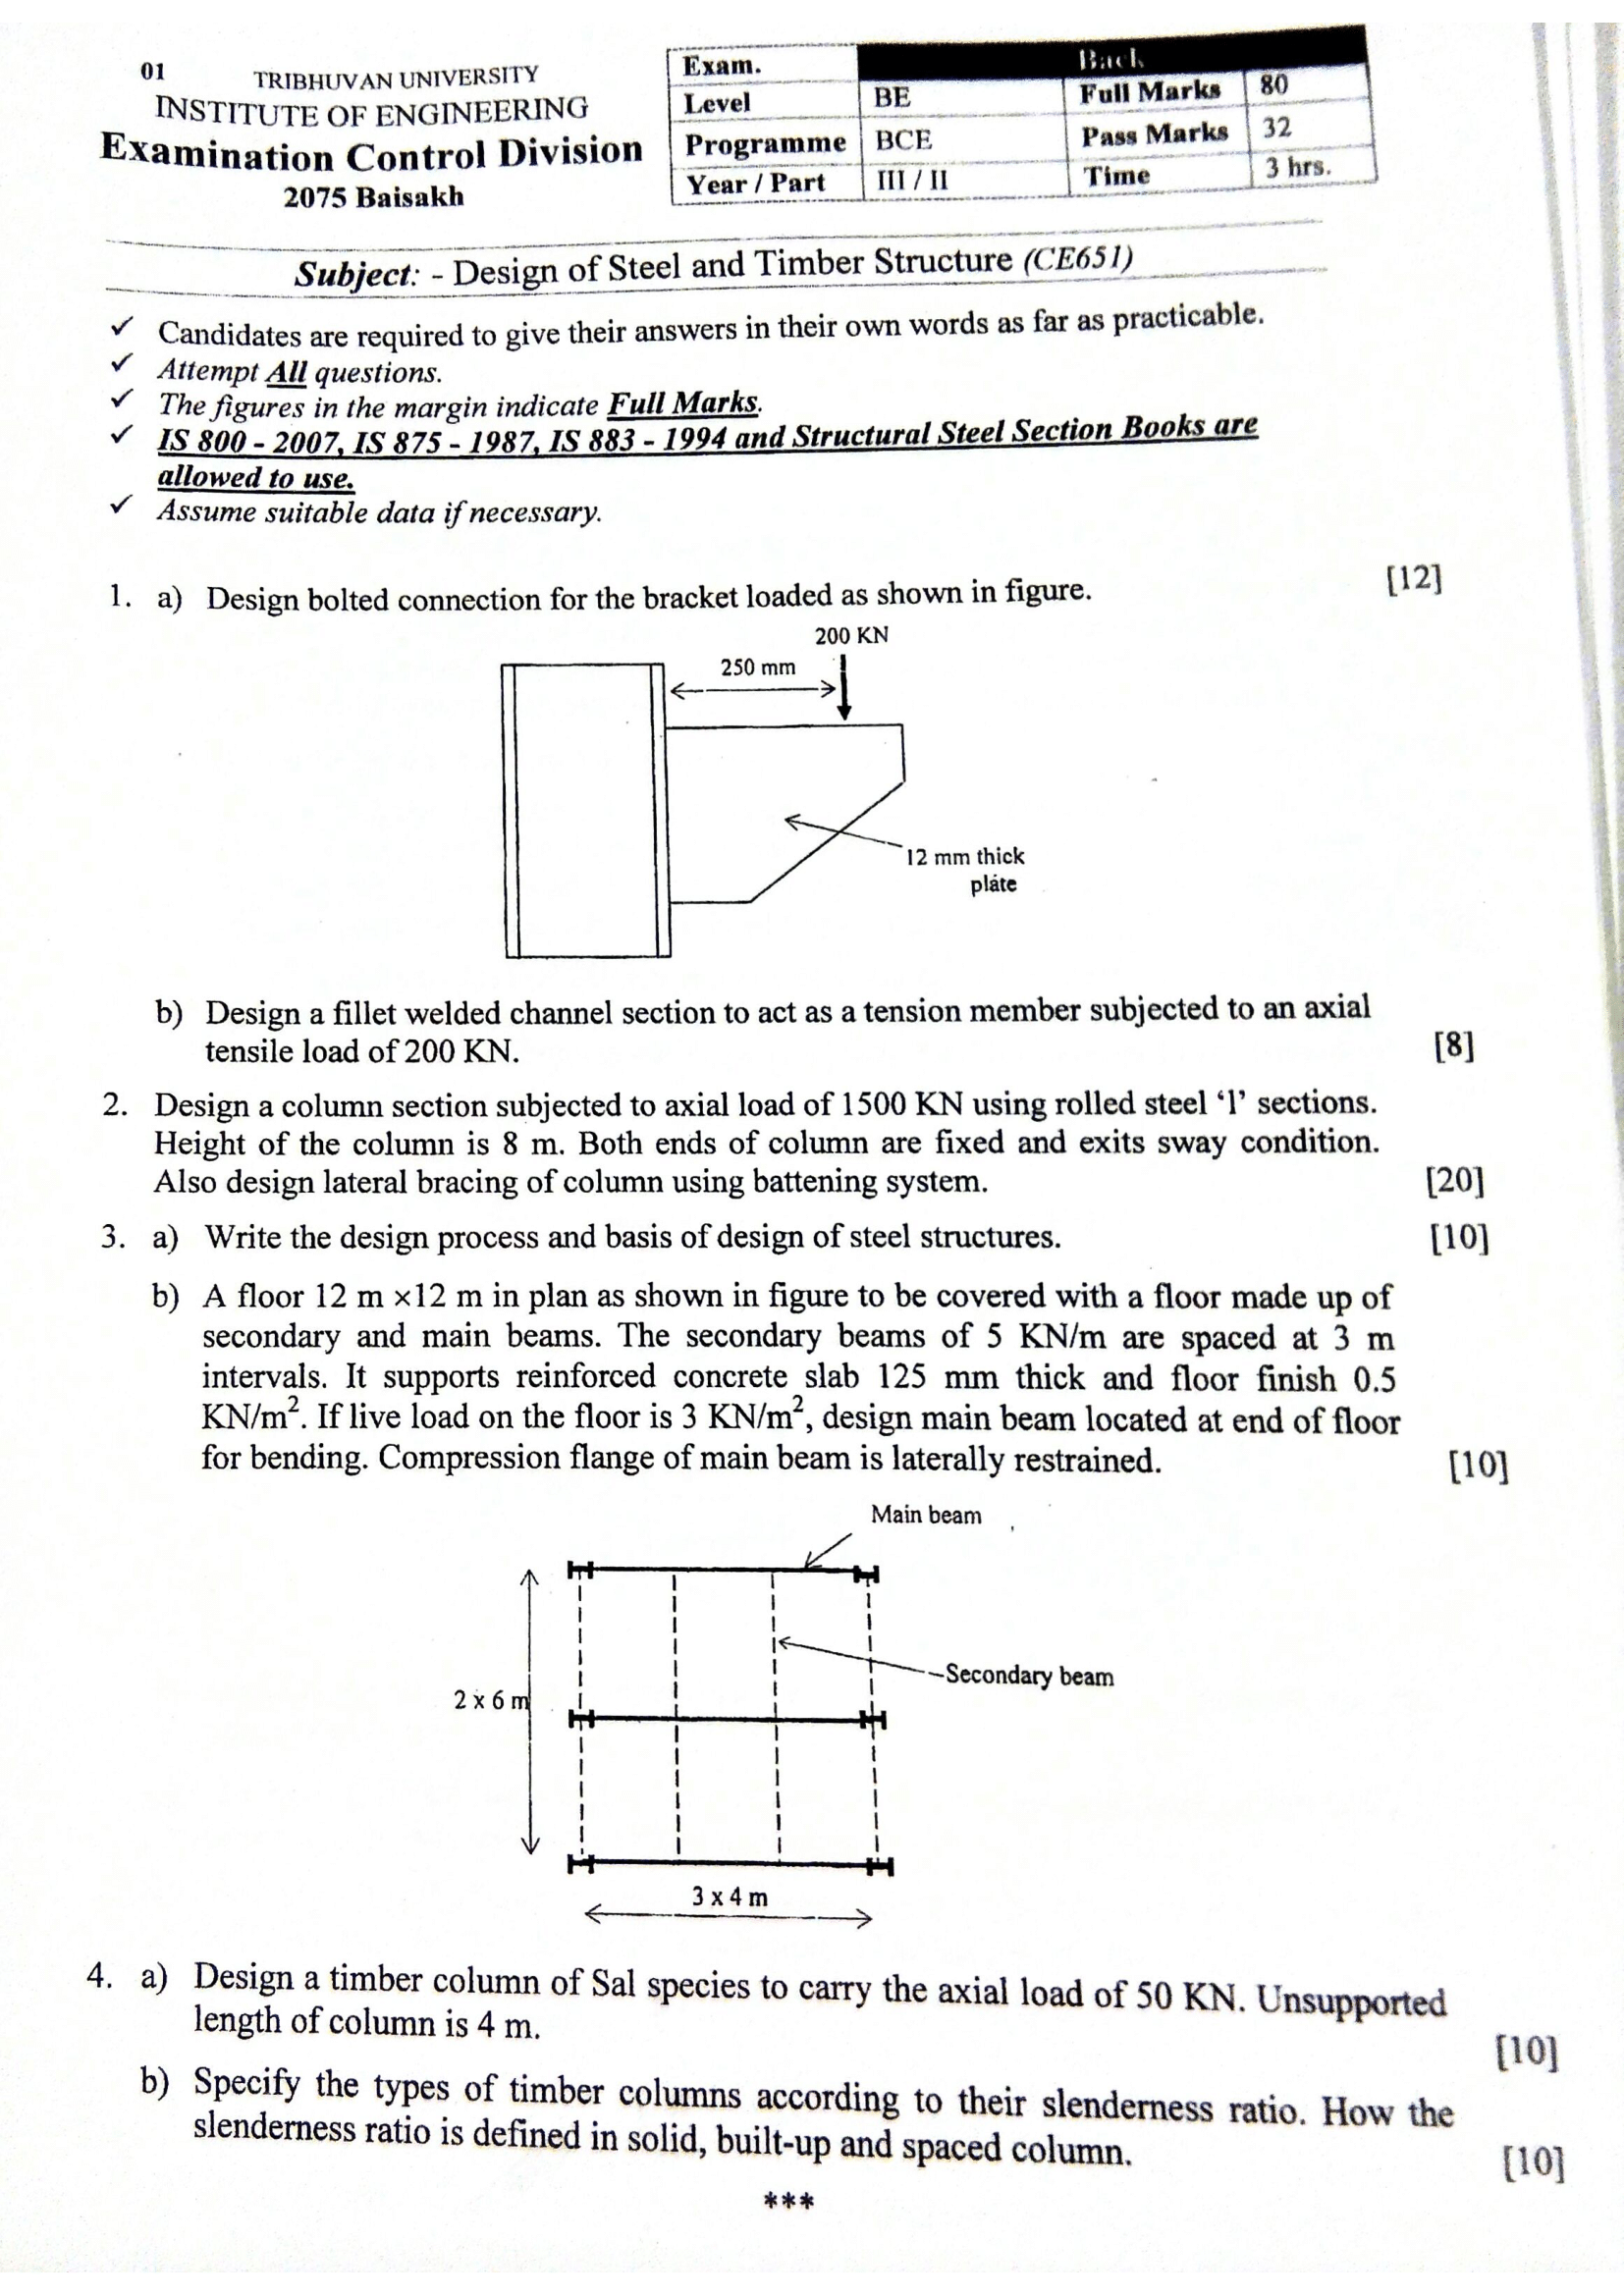 01
TRIBHUVAN UNIVERSITY
INSTITUTE OF ENGINEERING
Examination Control Division
2075 Baisakh
Exam. Back
Level BE Full Marks 80
Programme BCE Pass Marks 32
Year / Part III / II Time 3 hrs.
Subject: - Design of Steel and Timber Structure (CE651)
✓ Candidates are required to give their answers in their own words as far as practicable.
✓ Attempt All questions.
✓ The figures in the margin indicate Full Marks.
✓ IS 800 - 2007, IS 875 - 1987, IS 883 - 1994 and Structural Steel Section Books are
allowed to use.
✓ Assume suitable data if necessary.
1. a) Design bolted connection for the bracket loaded as shown in figure. [12]
200 KN
250 mm
12 mm thick
plate
b) Design a fillet welded channel section to act as a tension member subjected to an axial
tensile load of 200 KN. [8]
2. Design a column section subjected to axial load of 1500 KN using rolled steel ‘l’ sections.
Height of the column is 8 m. Both ends of column are fixed and exits sway condition.
Also design lateral bracing of column using battening system. [20]
3. a) Write the design process and basis of design of steel structures. [10]
b) A floor 12 m ×12 m in plan as shown in figure to be covered with a floor made up of
secondary and main beams. The secondary beams of 5 KN/m are spaced at 3 m
intervals. It supports reinforced concrete slab 125 mm thick and floor finish 0.5
KN/m². If live load on the floor is 3 KN/m², design main beam located at end of floor
for bending. Compression flange of main beam is laterally restrained. [10]
Main beam
Secondary beam
2 x 6 m
3 x 4 m
4. a) Design a timber column of Sal species to carry the axial load of 50 KN. Unsupported
length of column is 4 m. [10]
b) Specify the types of timber columns according to their slenderness ratio. How the
slenderness ratio is defined in solid, built-up and spaced column. [10]
***